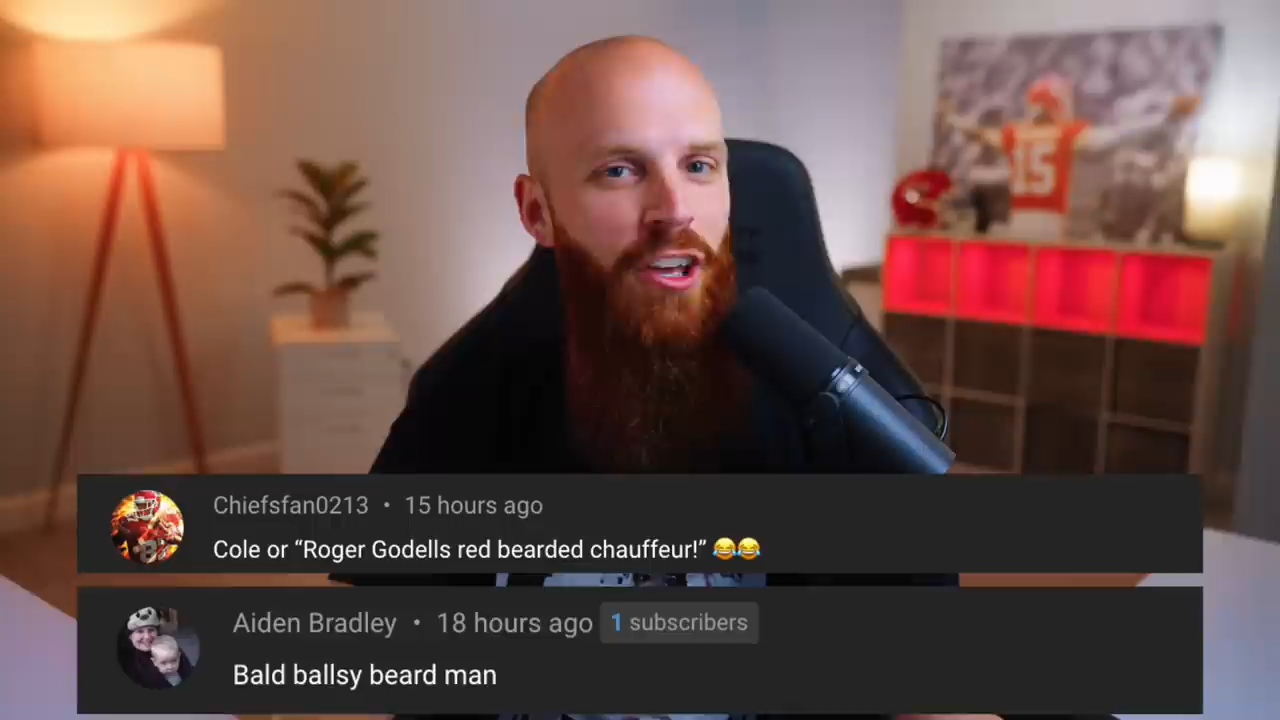 15
Chiefsfan0213 • 15 hours ago
Cole or “Roger Godells red bearded chauffeur!” 😂😂
Aiden Bradley • 18 hours ago 1 subscribers
Bald ballsy beard man